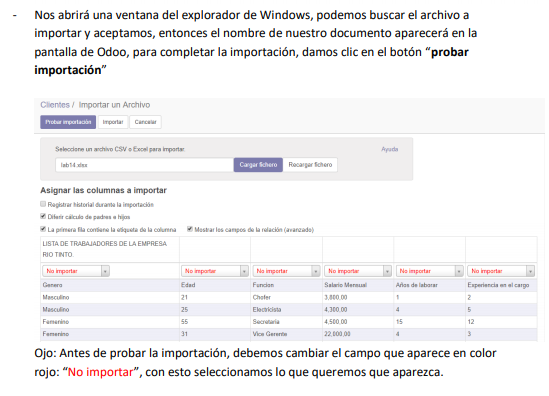 - Nos abrirá una ventana del explorador de Windows, podemos buscar el archivo a
importar y aceptamos, entonces el nombre de nuestro documento aparecerá en la
pantalla de Odoo, para completar la importación, damos clic en el botón “probar
importación”
Clientes / Importar un Archivo
Probar importación Importar Cancelar
Seleccione un archivo CSV o Excel para importar. Ayuda
lab14.xlsx Cargar fichero Recargar fichero
Asignar las columnas a importar
Registrar historial durante la importación
Diferir cálculo de padres a hijos
La primera fila contiene la etiqueta de la columna Mostrar los campos de la relación (avanzado)
LISTA DE TRABAJADORES DE LA EMPRESA
RIO TINTO.
No importar No importar No importar No importar No importar No importar
Genero Edad Funcion Salario Mensual Años de laborar Experiencia en el cargo
Masculino 21 Chofer 3,800.00 1 2
Masculino 25 Electricista 4,300.00 4 5
Femenino 55 Secretaria 4,500.00 15 12
Femenino 31 Vice Gerente 22,000.00 4 3
Ojo: Antes de probar la importación, debemos cambiar el campo que aparece en color
rojo: “No importar”, con esto seleccionamos lo que queremos que aparezca.